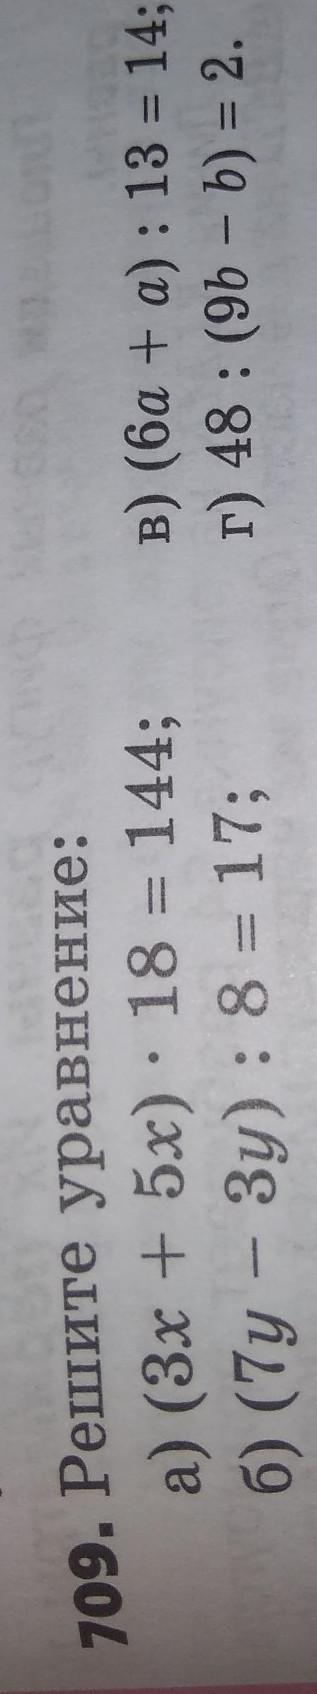 709. Решите уравнение:
а) (3x + 5x) · 18 = 144; в) (6a + a) : 13 = 14;
б) (7y − 3y) : 8 = 17; г) 48 : (9b − b) = 2.